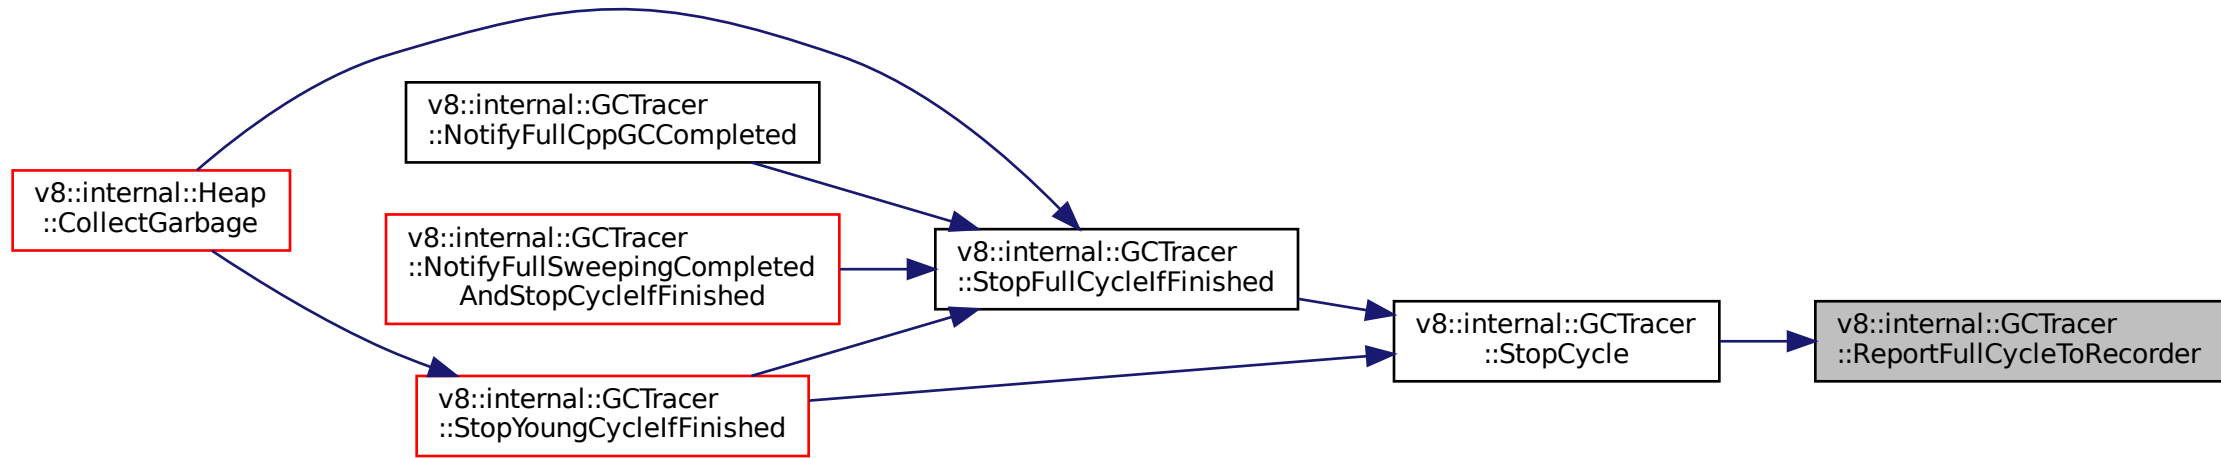 v8::internal::Heap
::CollectGarbage
v8::internal::GCTracer
::NotifyFullCppGCCompleted
v8::internal::GCTracer
::NotifyFullSweepingCompleted
AndStopCycleIfFinished
v8::internal::GCTracer
::StopYoungCycleIfFinished
v8::internal::GCTracer
::StopFullCycleIfFinished
v8::internal::GCTracer
::StopCycle
v8::internal::GCTracer
::ReportFullCycleToRecorder